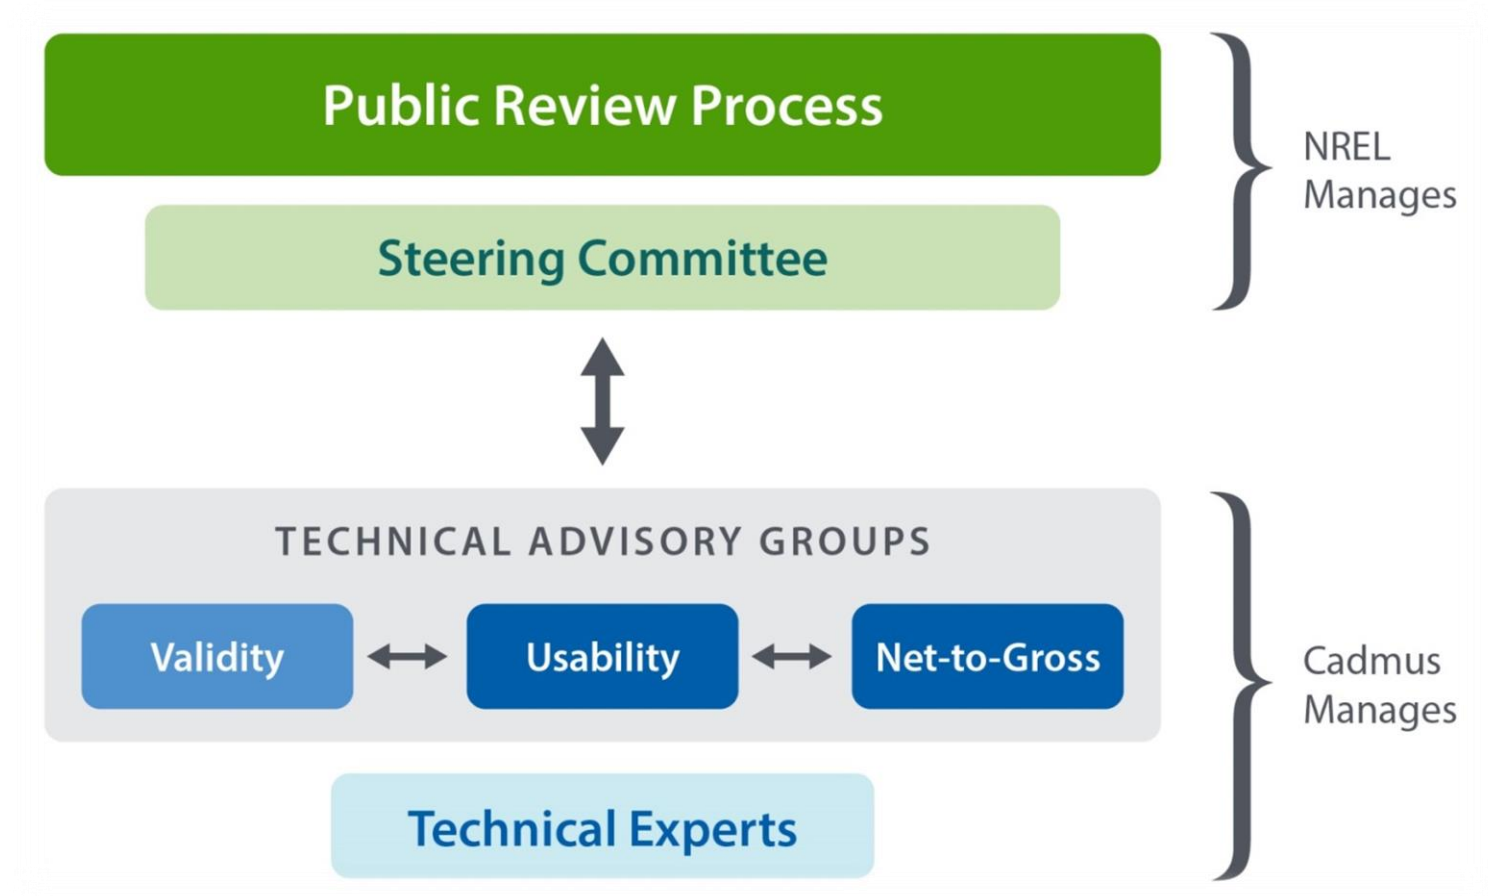 Public Review Process
NREL
Manages
Steering Committee
TECHNICAL ADVISORY GROUPS
Validity
Usability
Net-to-Gross
Cadmus
Manages
Technical Experts